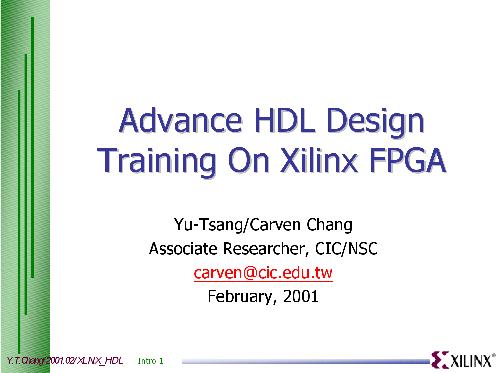 Advance HDL Design
Training On Xilinx FPGA
Yu-Tsang/Carven Chang
Associate Researcher, CIC/NSC
carven@cic.edu.tw
February, 2001
Y.T.Chang/2001.02/XLINX_HDL Intro 1
XILINX®